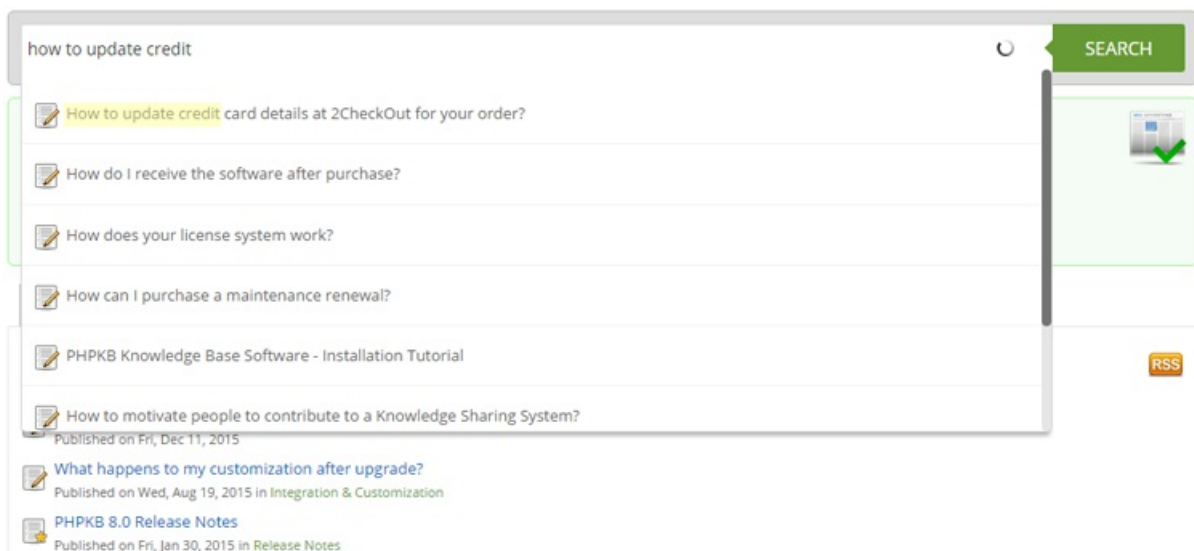 how to update credit
SEARCH
How to update credit card details at 2CheckOut for your order?
How do I receive the software after purchase?
How does your license system work?
How can I purchase a maintenance renewal?
PHPKB Knowledge Base Software - Installation Tutorial
RSS
How to motivate people to contribute to a Knowledge Sharing System?
Published on Fri, Dec 11, 2015
What happens to my customization after upgrade?
Published on Wed, Aug 19, 2015 in Integration & Customization
PHPKB 8.0 Release Notes
Published on Fri, Jan 30, 2015 in Release Notes